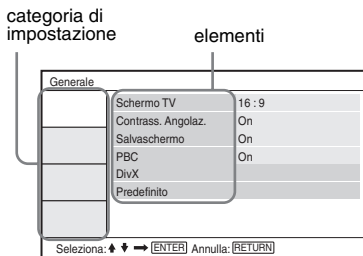 categoria di
impostazione
elementi
Generale
Schermo TV 16 : 9
Contrass. Angolaz. On
Salvaschermo On
PBC On
DivX
Predefinito
Seleziona: ENTER Annulla: RETURN